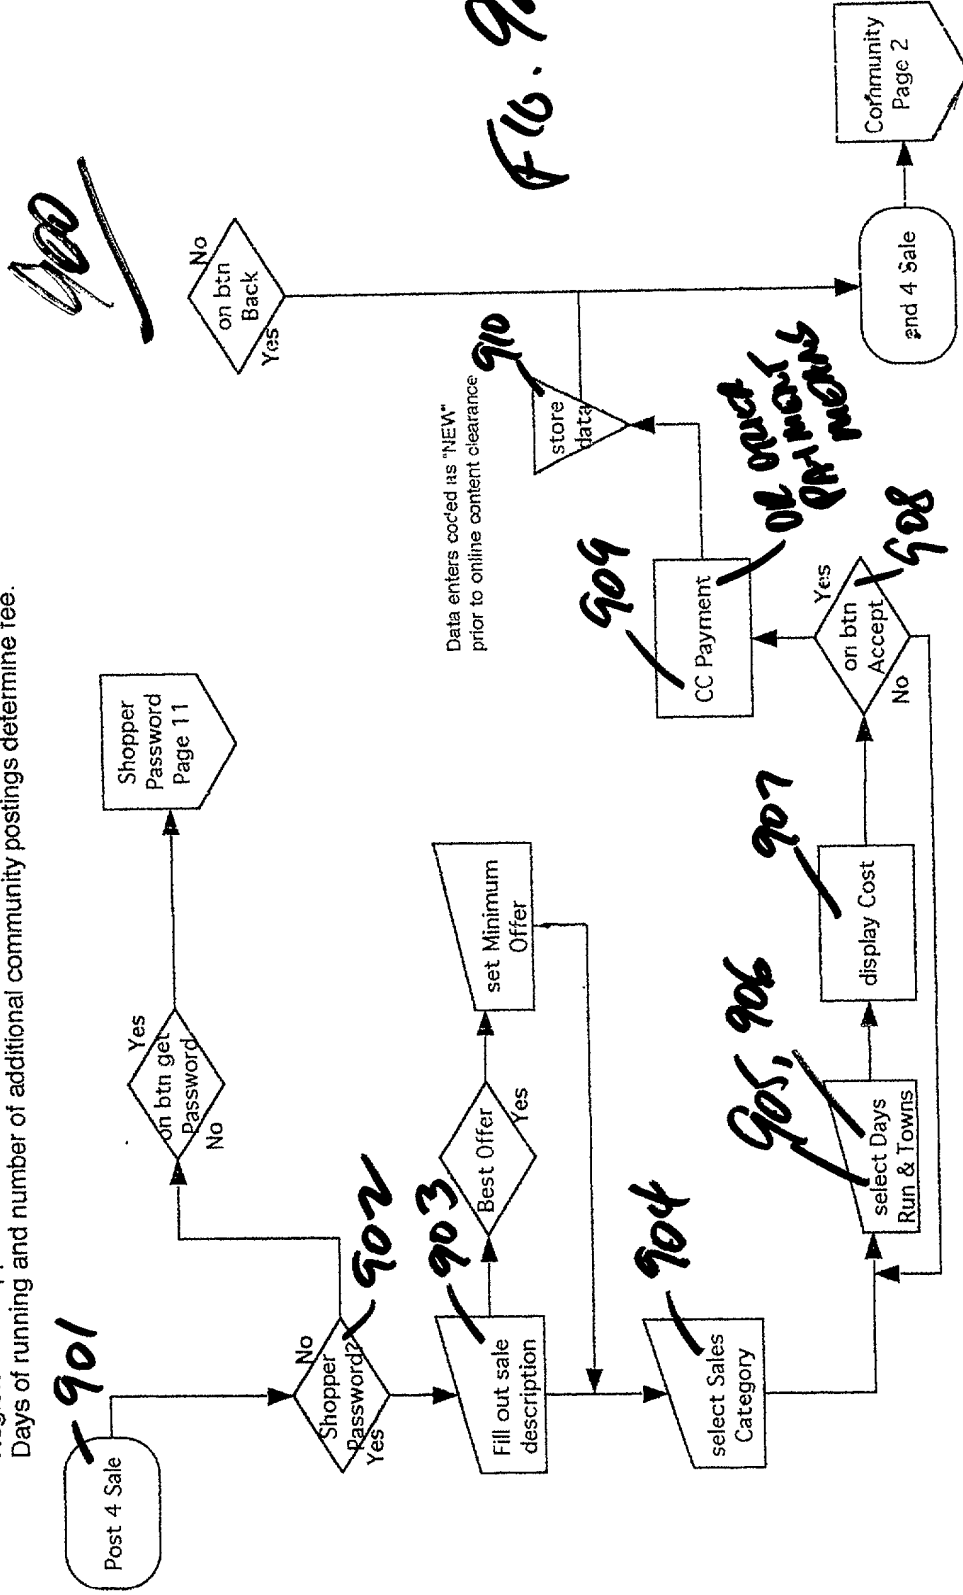 Days of running and number of additional community postings determine fee.
900
Post 4 Sale
901
Shopper
Password?
No
Yes
902
on btn get
Password
Yes
No
Shopper
Password
Page 11
Fill out sale
description
903
Best Offer
Yes
set Minimum
Offer
select Sales
Category
904
select Days
Run & Towns
905, 906
display Cost
907
on btn
Accept
Yes
No
908
CC Payment
909
OR OTHER
PAYMENT
MEANS
Data enters coded as "NEW"
prior to online content clearance
store
data
910
on btn
Back
No
Yes
end 4 Sale
Community
Page 2
FIG. 9